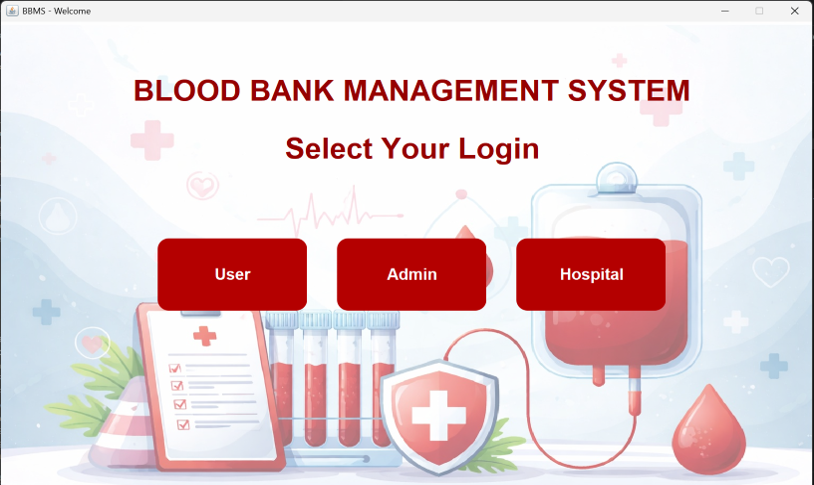 BBMS - Welcome
BLOOD BANK MANAGEMENT SYSTEM
Select Your Login
User
Admin
Hospital